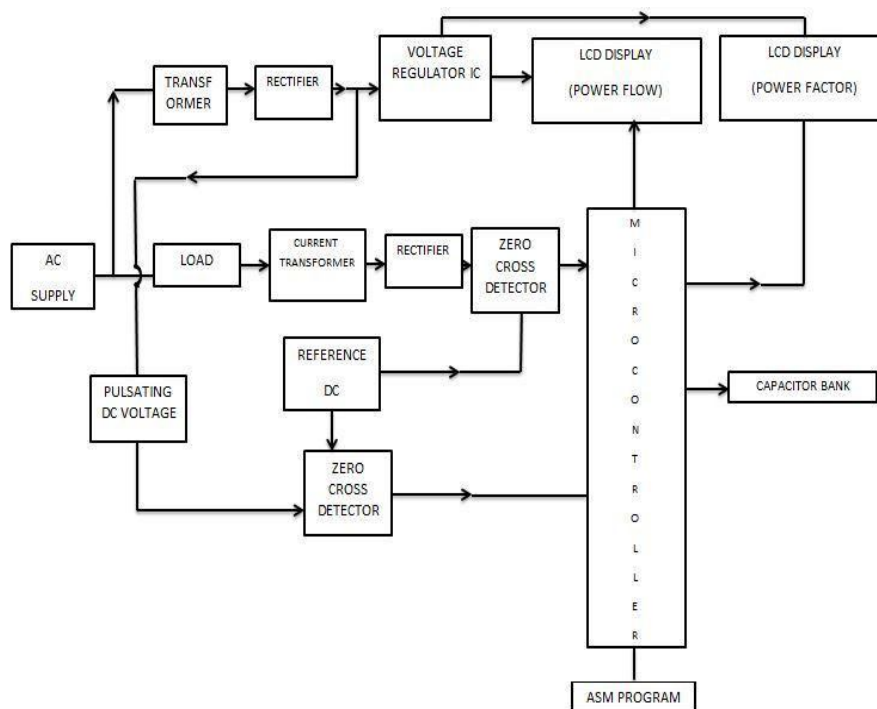 VOLTAGE
REGULATOR IC
LCD DISPLAY
(POWER FLOW)
LCD DISPLAY
(POWER FACTOR)
TRANSF
ORMER
RECTIFIER
AC
SUPPLY
LOAD
CURRENT
TRANSFORMER
RECTIFIER
ZERO
CROSS
DETECTOR
M
I
C
R
O
C
O
N
T
R
O
L
L
E
R
REFERENCE
DC
PULSATING
DC VOLTAGE
CAPACITOR BANK
ZERO
CROSS
DETECTOR
ASM PROGRAM